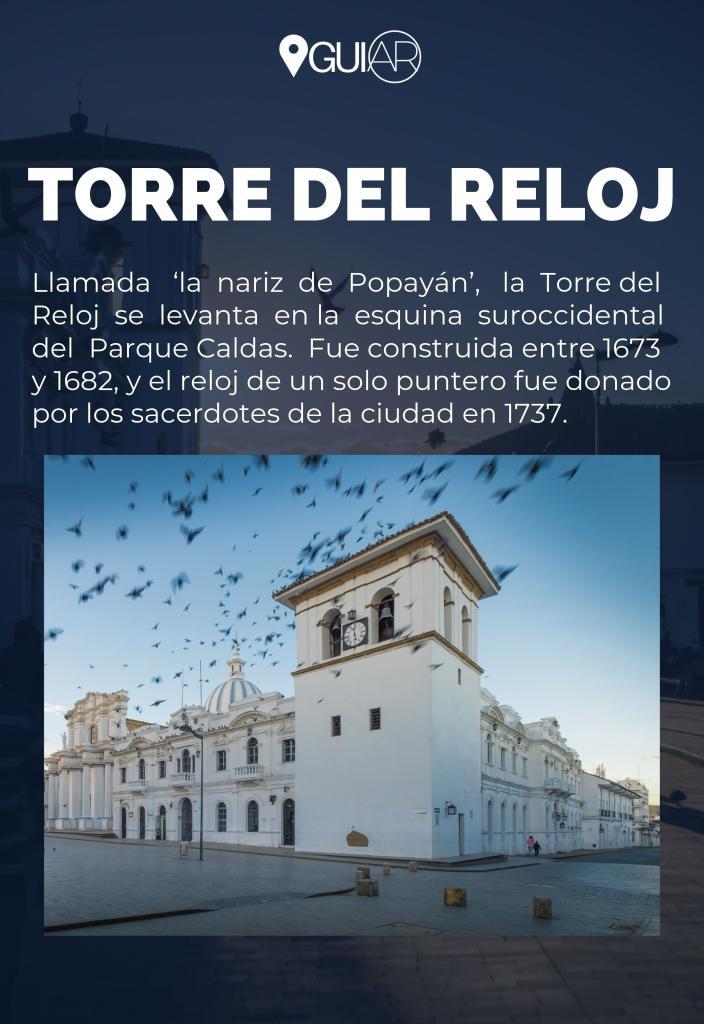 GUIAR
TORRE DEL RELOJ
Llamada ‘la nariz de Popayán’, la Torre del
Reloj se levanta en la esquina suroccidental
del Parque Caldas. Fue construida entre 1673
y 1682, y el reloj de un solo puntero fue donado
por los sacerdotes de la ciudad en 1737.